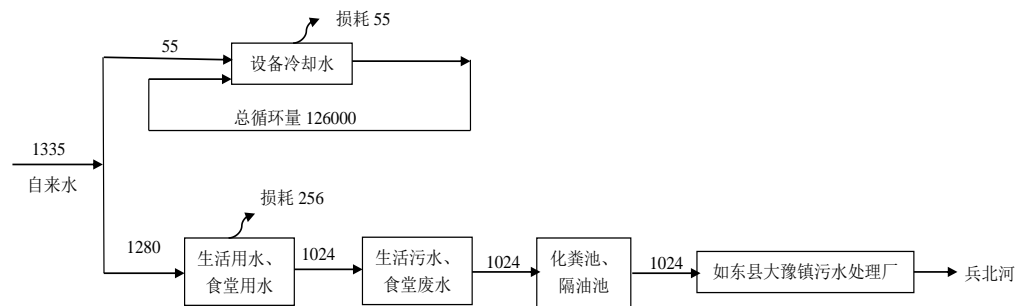 损耗 55
55
设备冷却水
总循环量 126000
1335
自来水
损耗 256
1280
生活用水、
食堂用水
1024
生活污水、
食堂废水
1024
化粪池、
隔油池
1024
如东县大豫镇污水处理厂
兵北河